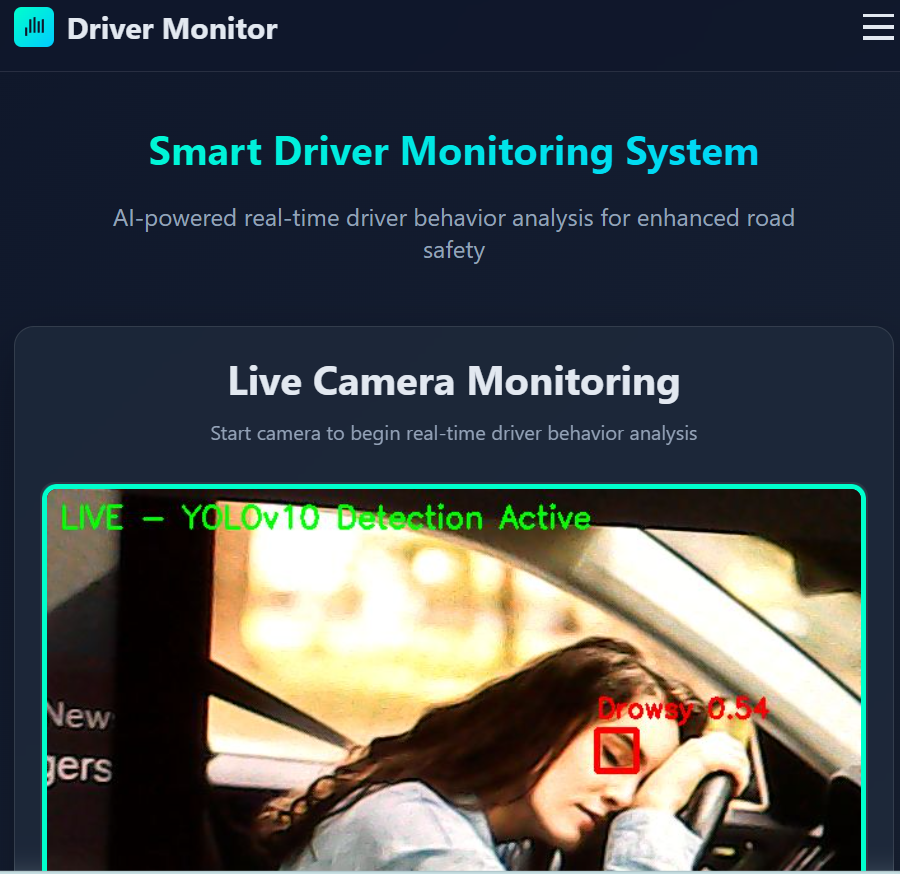 Driver Monitor
Smart Driver Monitoring System
AI-powered real-time driver behavior analysis for enhanced road
safety
Live Camera Monitoring
Start camera to begin real-time driver behavior analysis
LIVE - YOLOv10 Detection Active
Drowsy 0.54
New
gers